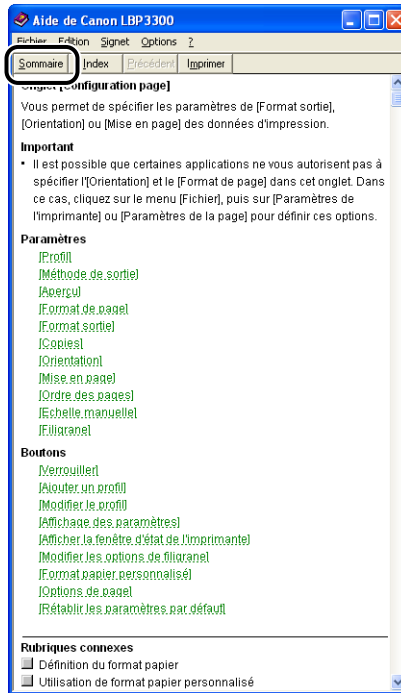 Aide de Canon LBP3300
Fichier Edition Signet Options ?
Sommaire Index Précédent Imprimer
Onglet [Configuration page]
Vous permet de spécifier les paramètres de [Format sortie],
[Orientation] ou [Mise en page] des données d'impression.
Important
• Il est possible que certaines applications ne vous autorisent pas à
spécifier l'[Orientation] et le [Format de page] dans cet onglet. Dans
ce cas, cliquez sur le menu [Fichier], puis sur [Paramètres de
l'imprimante] ou [Paramètres de la page] pour définir ces options.
Paramètres
[Profil]
[Méthode de sortie]
[Aperçu]
[Format de page]
[Format sortie]
[Copies]
[Orientation]
[Mise en page]
[Ordre des pages]
[Echelle manuelle]
[Filigrane]
Boutons
[Verrouiller]
[Ajouter un profil]
[Modifier le profil]
[Affichage des paramètres]
[Afficher la fenêtre d'état de l'imprimante]
[Modifier les options de filigrane]
[Format papier personnalisé]
[Options de page]
[Rétablir les paramètres par défaut]
Rubriques connexes
Définition du format papier
Utilisation de format papier personnalisé